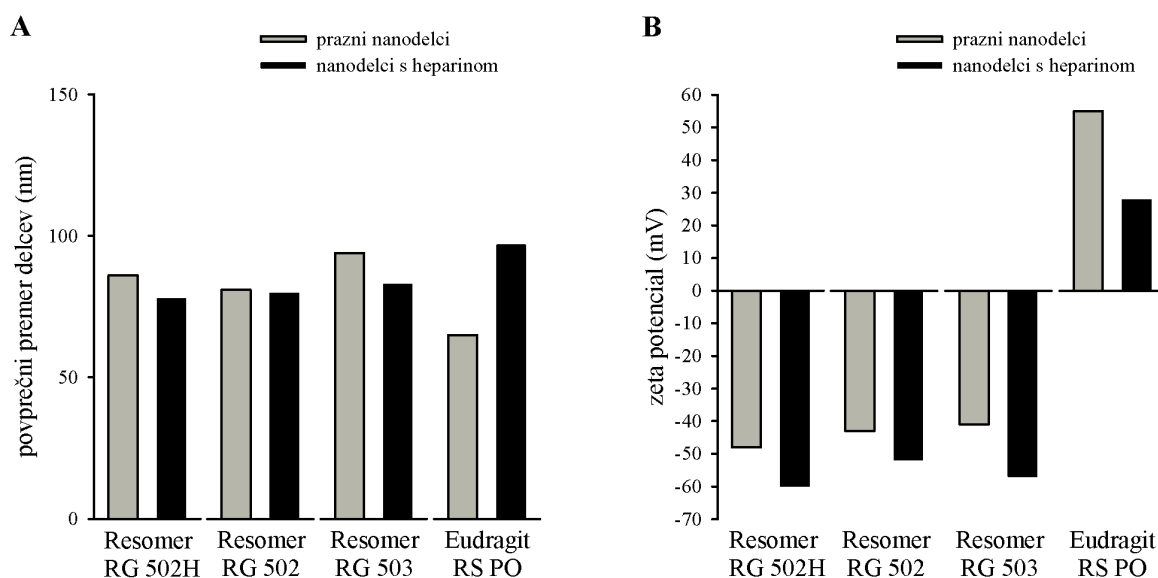 A
prazni nanodelci
nanodelci s heparinom
povprečni premer delcev (nm)
150
100
50
0
Resomer
RG 502H
Resomer
RG 502
Resomer
RG 503
Eudragit
RS PO
B
prazni nanodelci
nanodelci s heparinom
zeta potencial (mV)
60
50
40
30
20
10
0
-10
-20
-30
-40
-50
-60
-70
Resomer
RG 502H
Resomer
RG 502
Resomer
RG 503
Eudragit
RS PO